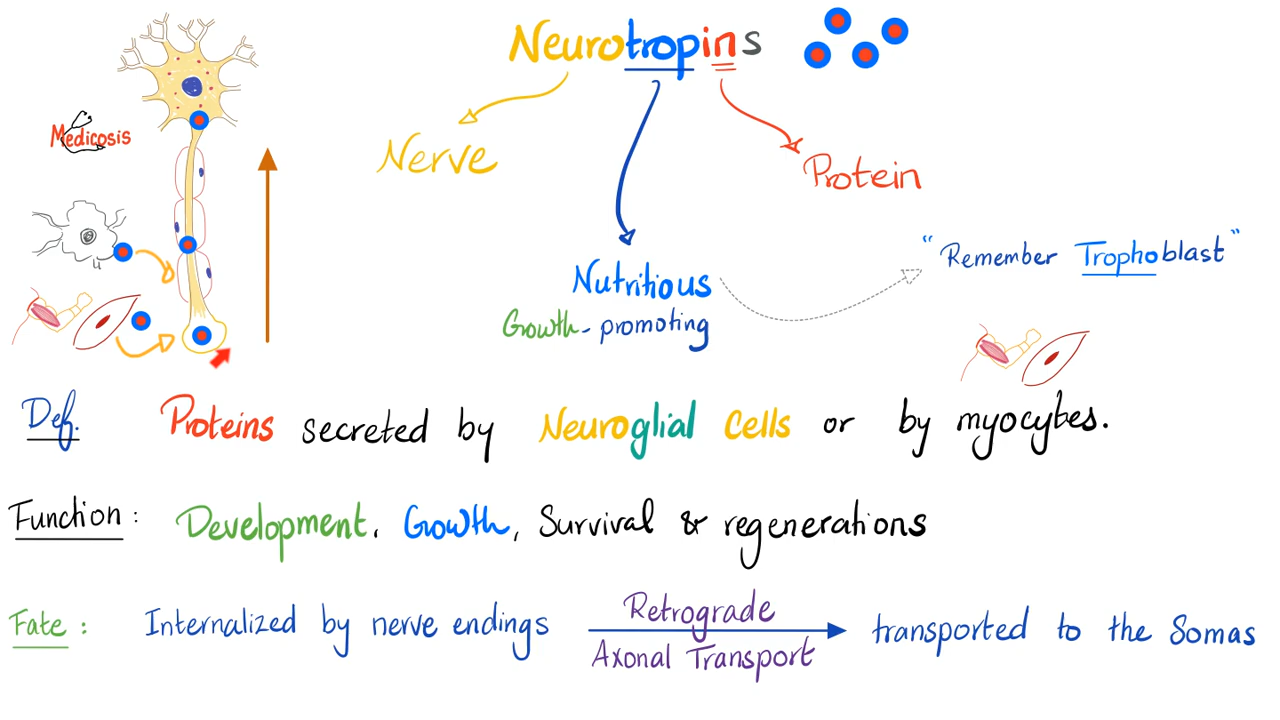 Neurotropins
Medicosis
Nerve
Protein
Nutritious
Growth-promoting
"Remember Trophoblast"
Def. Proteins secreted by Neuroglial Cells or by myocytes.
Function: Development, Growth, Survival & regenerations
Fate: Internalized by nerve endings Retrograde Axonal Transport transported to the Somas